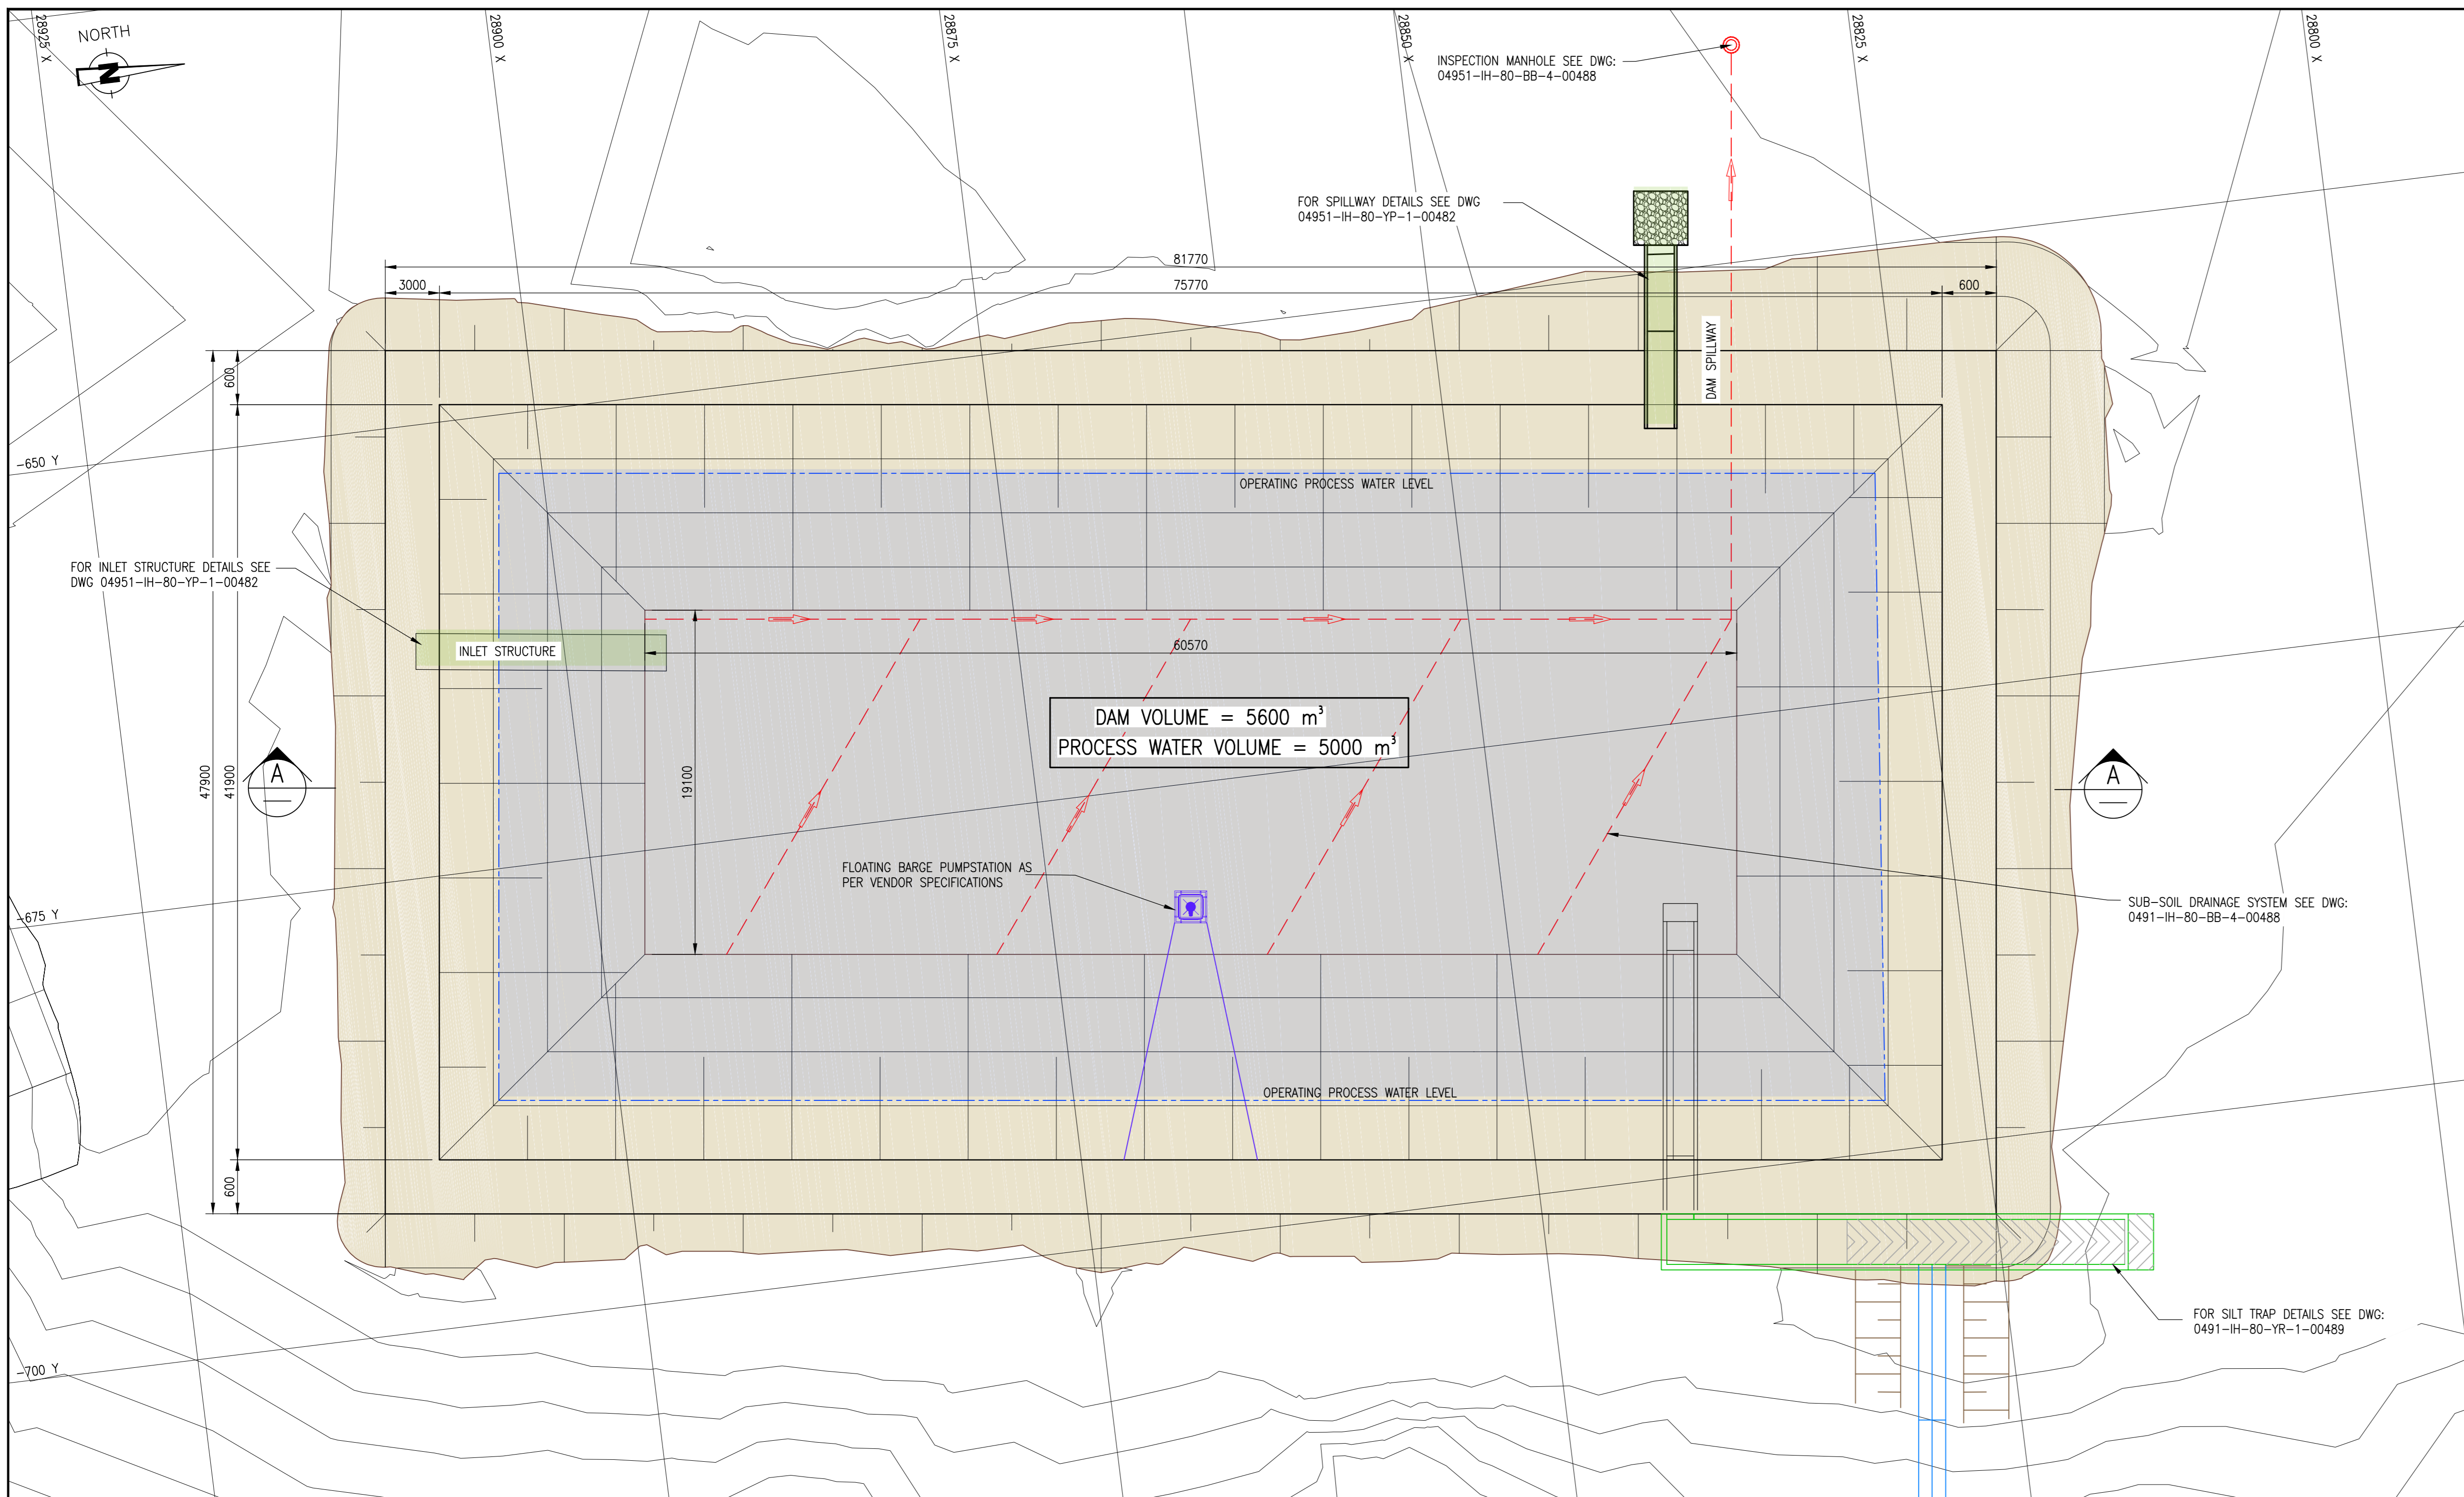 28925 X
28900 X
28875 X
28850 X
28825 X
28800 X
NORTH
N
INSPECTION MANHOLE SEE DWG:
04951-IH-80-BB-4-00488
FOR SPILLWAY DETAILS SEE DWG
04951-IH-80-YP-1-00482
81770
3000
75770
600
DAM SPILLWAY
600
-650 Y
OPERATING PROCESS WATER LEVEL
FOR INLET STRUCTURE DETAILS SEE
DWG 04951-IH-80-YP-1-00482
INLET STRUCTURE
60570
DAM VOLUME = 5600 m³
PROCESS WATER VOLUME = 5000 m³
A
47900
41900
19100
A
FLOATING BARGE PUMPSTATION AS
PER VENDOR SPECIFICATIONS
-675 Y
SUB-SOIL DRAINAGE SYSTEM SEE DWG:
0491-IH-80-BB-4-00488
OPERATING PROCESS WATER LEVEL
600
FOR SILT TRAP DETAILS SEE DWG:
0491-IH-80-YR-1-00489
-700 Y